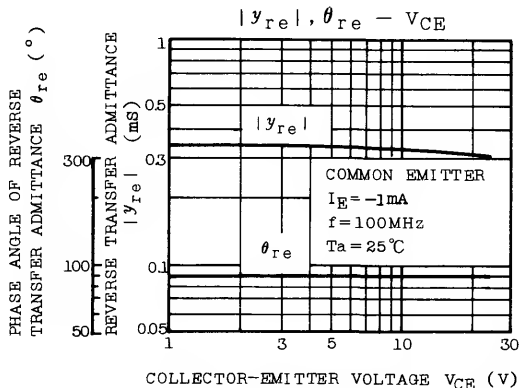 |yre|, θre – VCE
PHASE ANGLE OF REVERSE
TRANSFER ADMITTANCE θre (°)
REVERSE TRANSFER ADMITTANCE
|yre| (mS)
300
100
50
1
0.5
0.3
0.1
0.05
|yre|
COMMON EMITTER
IE=-1mA
f=100MHz
Ta=25℃
θre
1 3 5 10 30
COLLECTOR-EMITTER VOLTAGE VCE (V)